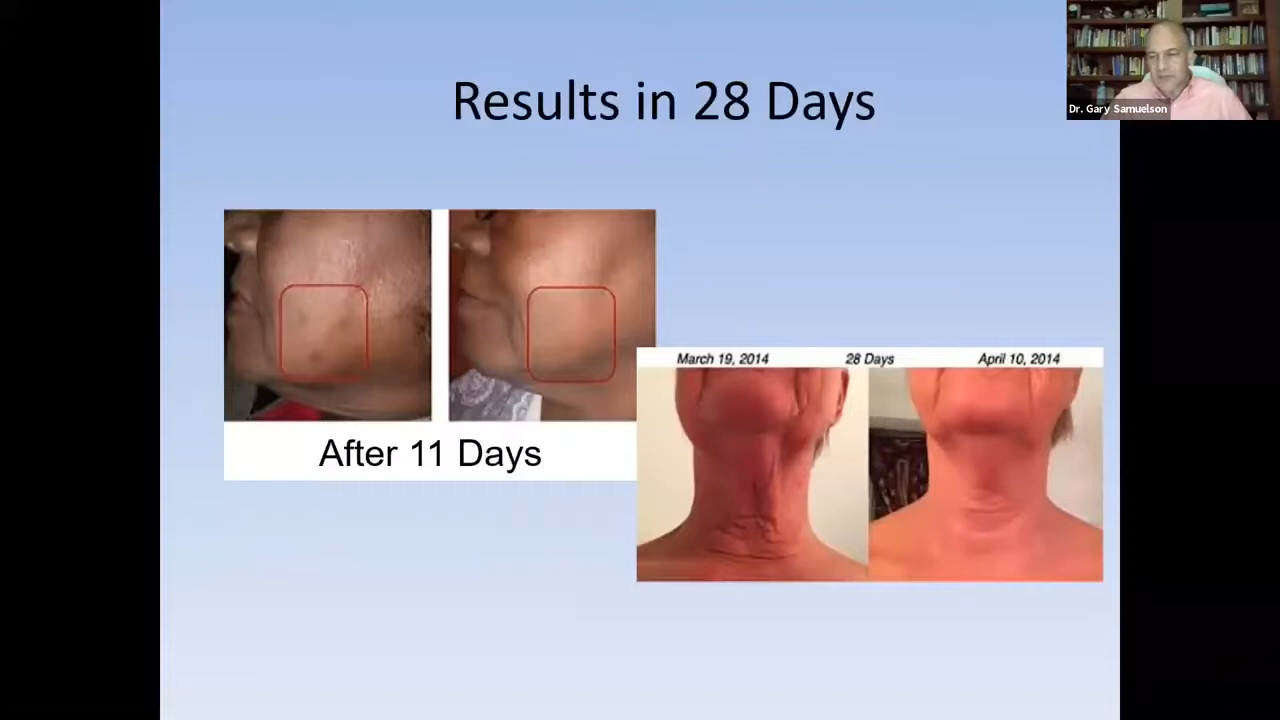 Results in 28 Days
Dr. Gary Samuelson
After 11 Days
March 19, 2014 28 Days April 10, 2014